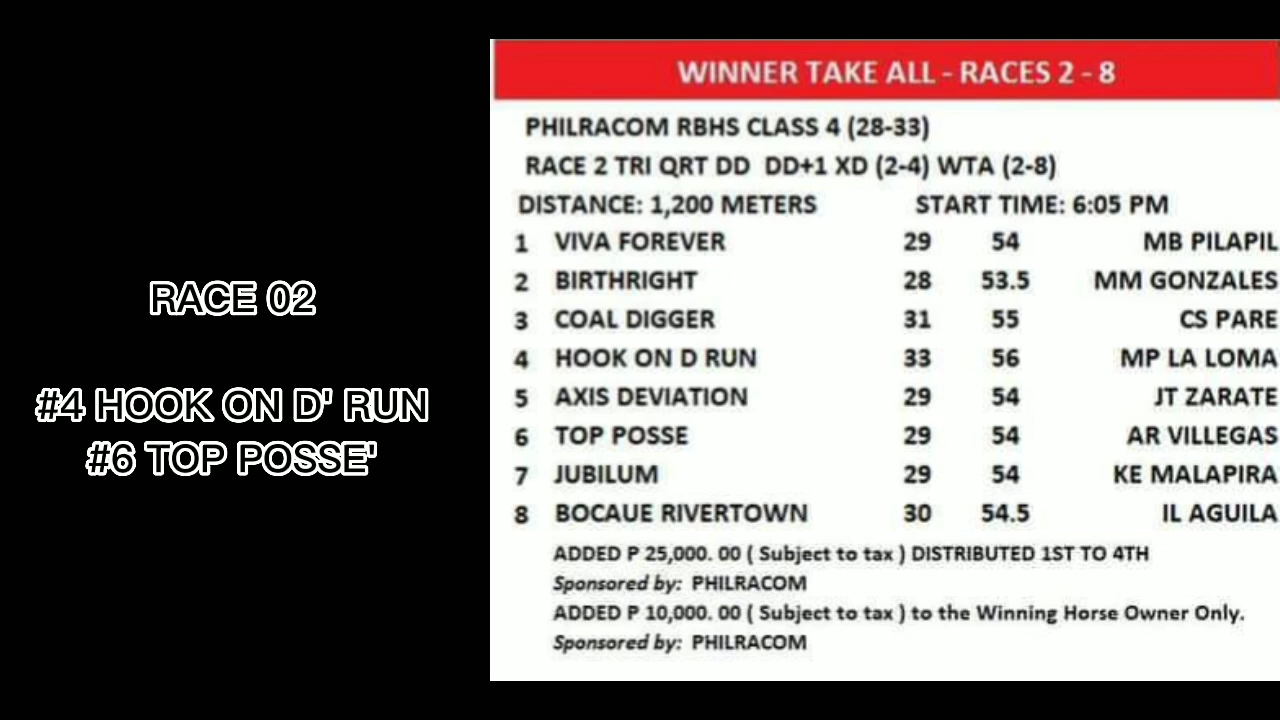 RACE 02
#4 HOOK ON D' RUN
#6 TOP POSSE'
WINNER TAKE ALL - RACES 2 - 8
PHILRACOM RBHS CLASS 4 (28-33)
RACE 2 TRI QRT DD DD+1 XD (2-4) WTA (2-8)
DISTANCE: 1,200 METERS START TIME: 6:05 PM
1 VIVA FOREVER 29 54 MB PILAPIL
2 BIRTHRIGHT 28 53.5 MM GONZALES
3 COAL DIGGER 31 55 CS PARE
4 HOOK ON D RUN 33 56 MP LA LOMA
5 AXIS DEVIATION 29 54 JT ZARATE
6 TOP POSSE 29 54 AR VILLEGAS
7 JUBILUM 29 54 KE MALAPIRA
8 BOCAUE RIVERTOWN 30 54.5 IL AGUILA
ADDED P 25,000. 00 ( Subject to tax ) DISTRIBUTED 1ST TO 4TH
Sponsored by: PHILRACOM
ADDED P 10,000. 00 ( Subject to tax ) to the Winning Horse Owner Only.
Sponsored by: PHILRACOM